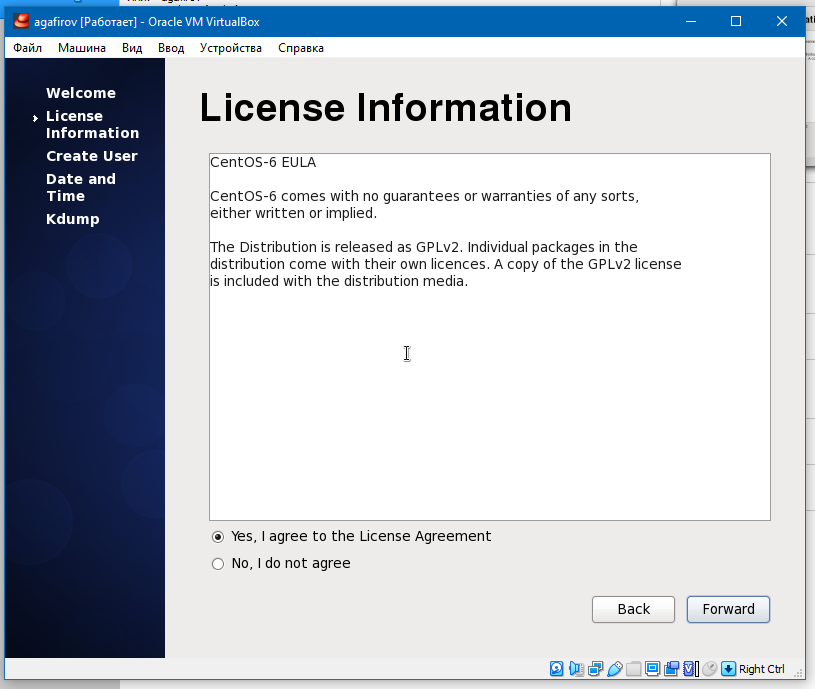 agafirov [Работает] - Oracle VM VirtualBox
Файл Машина Вид Ввод Устройства Справка
Welcome
License
Information
Create User
Date and
Time
Kdump
License Information
CentOS-6 EULA
CentOS-6 comes with no guarantees or warranties of any sorts,
either written or implied.
The Distribution is released as GPLv2. Individual packages in the
distribution come with their own licences. A copy of the GPLv2 license
is included with the distribution media.
Yes, I agree to the License Agreement
No, I do not agree
Back Forward
Right Ctrl